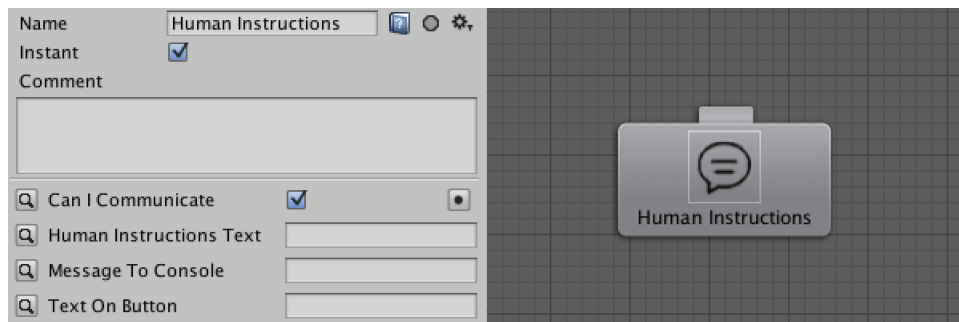 Name Human Instructions
Instant
Comment
Can I Communicate
Human Instructions Text
Message To Console
Text On Button
Human Instructions